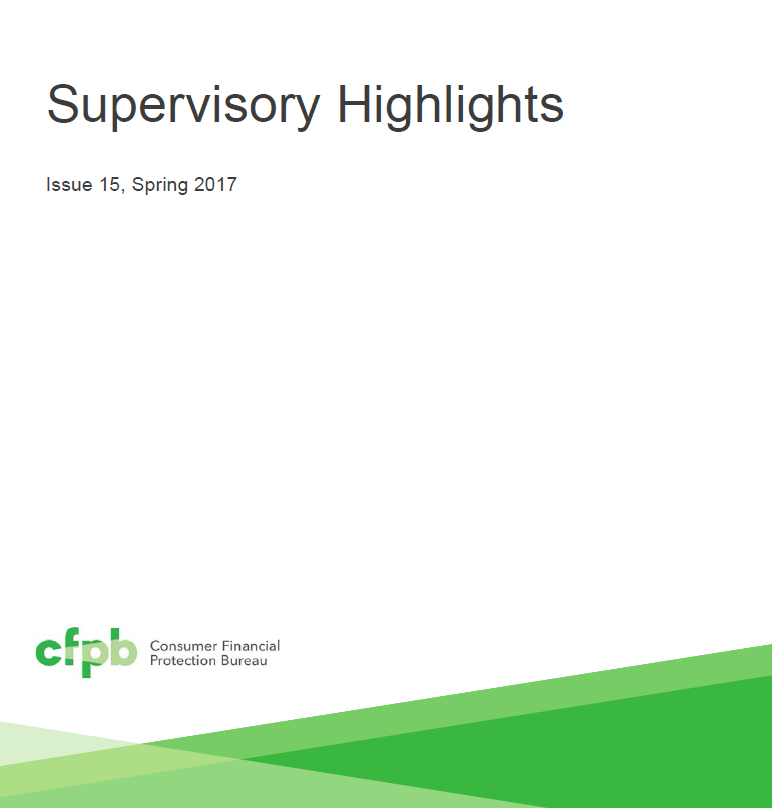 Supervisory Highlights
Issue 15, Spring 2017
cfpb
Consumer Financial
Protection Bureau